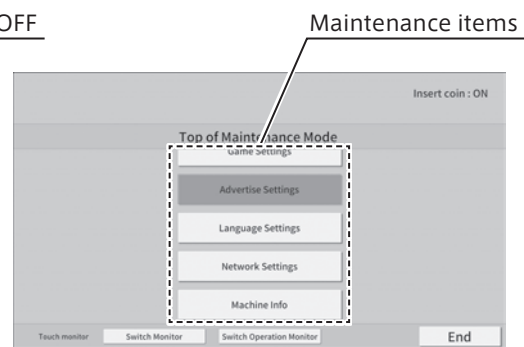 OFF
Maintenance items
Insert coin : ON
Top of Maintenance Mode
Game Settings
Advertise Settings
Language Settings
Network Settings
Machine Info
Touch monitor Switch Monitor Switch Operation Monitor End